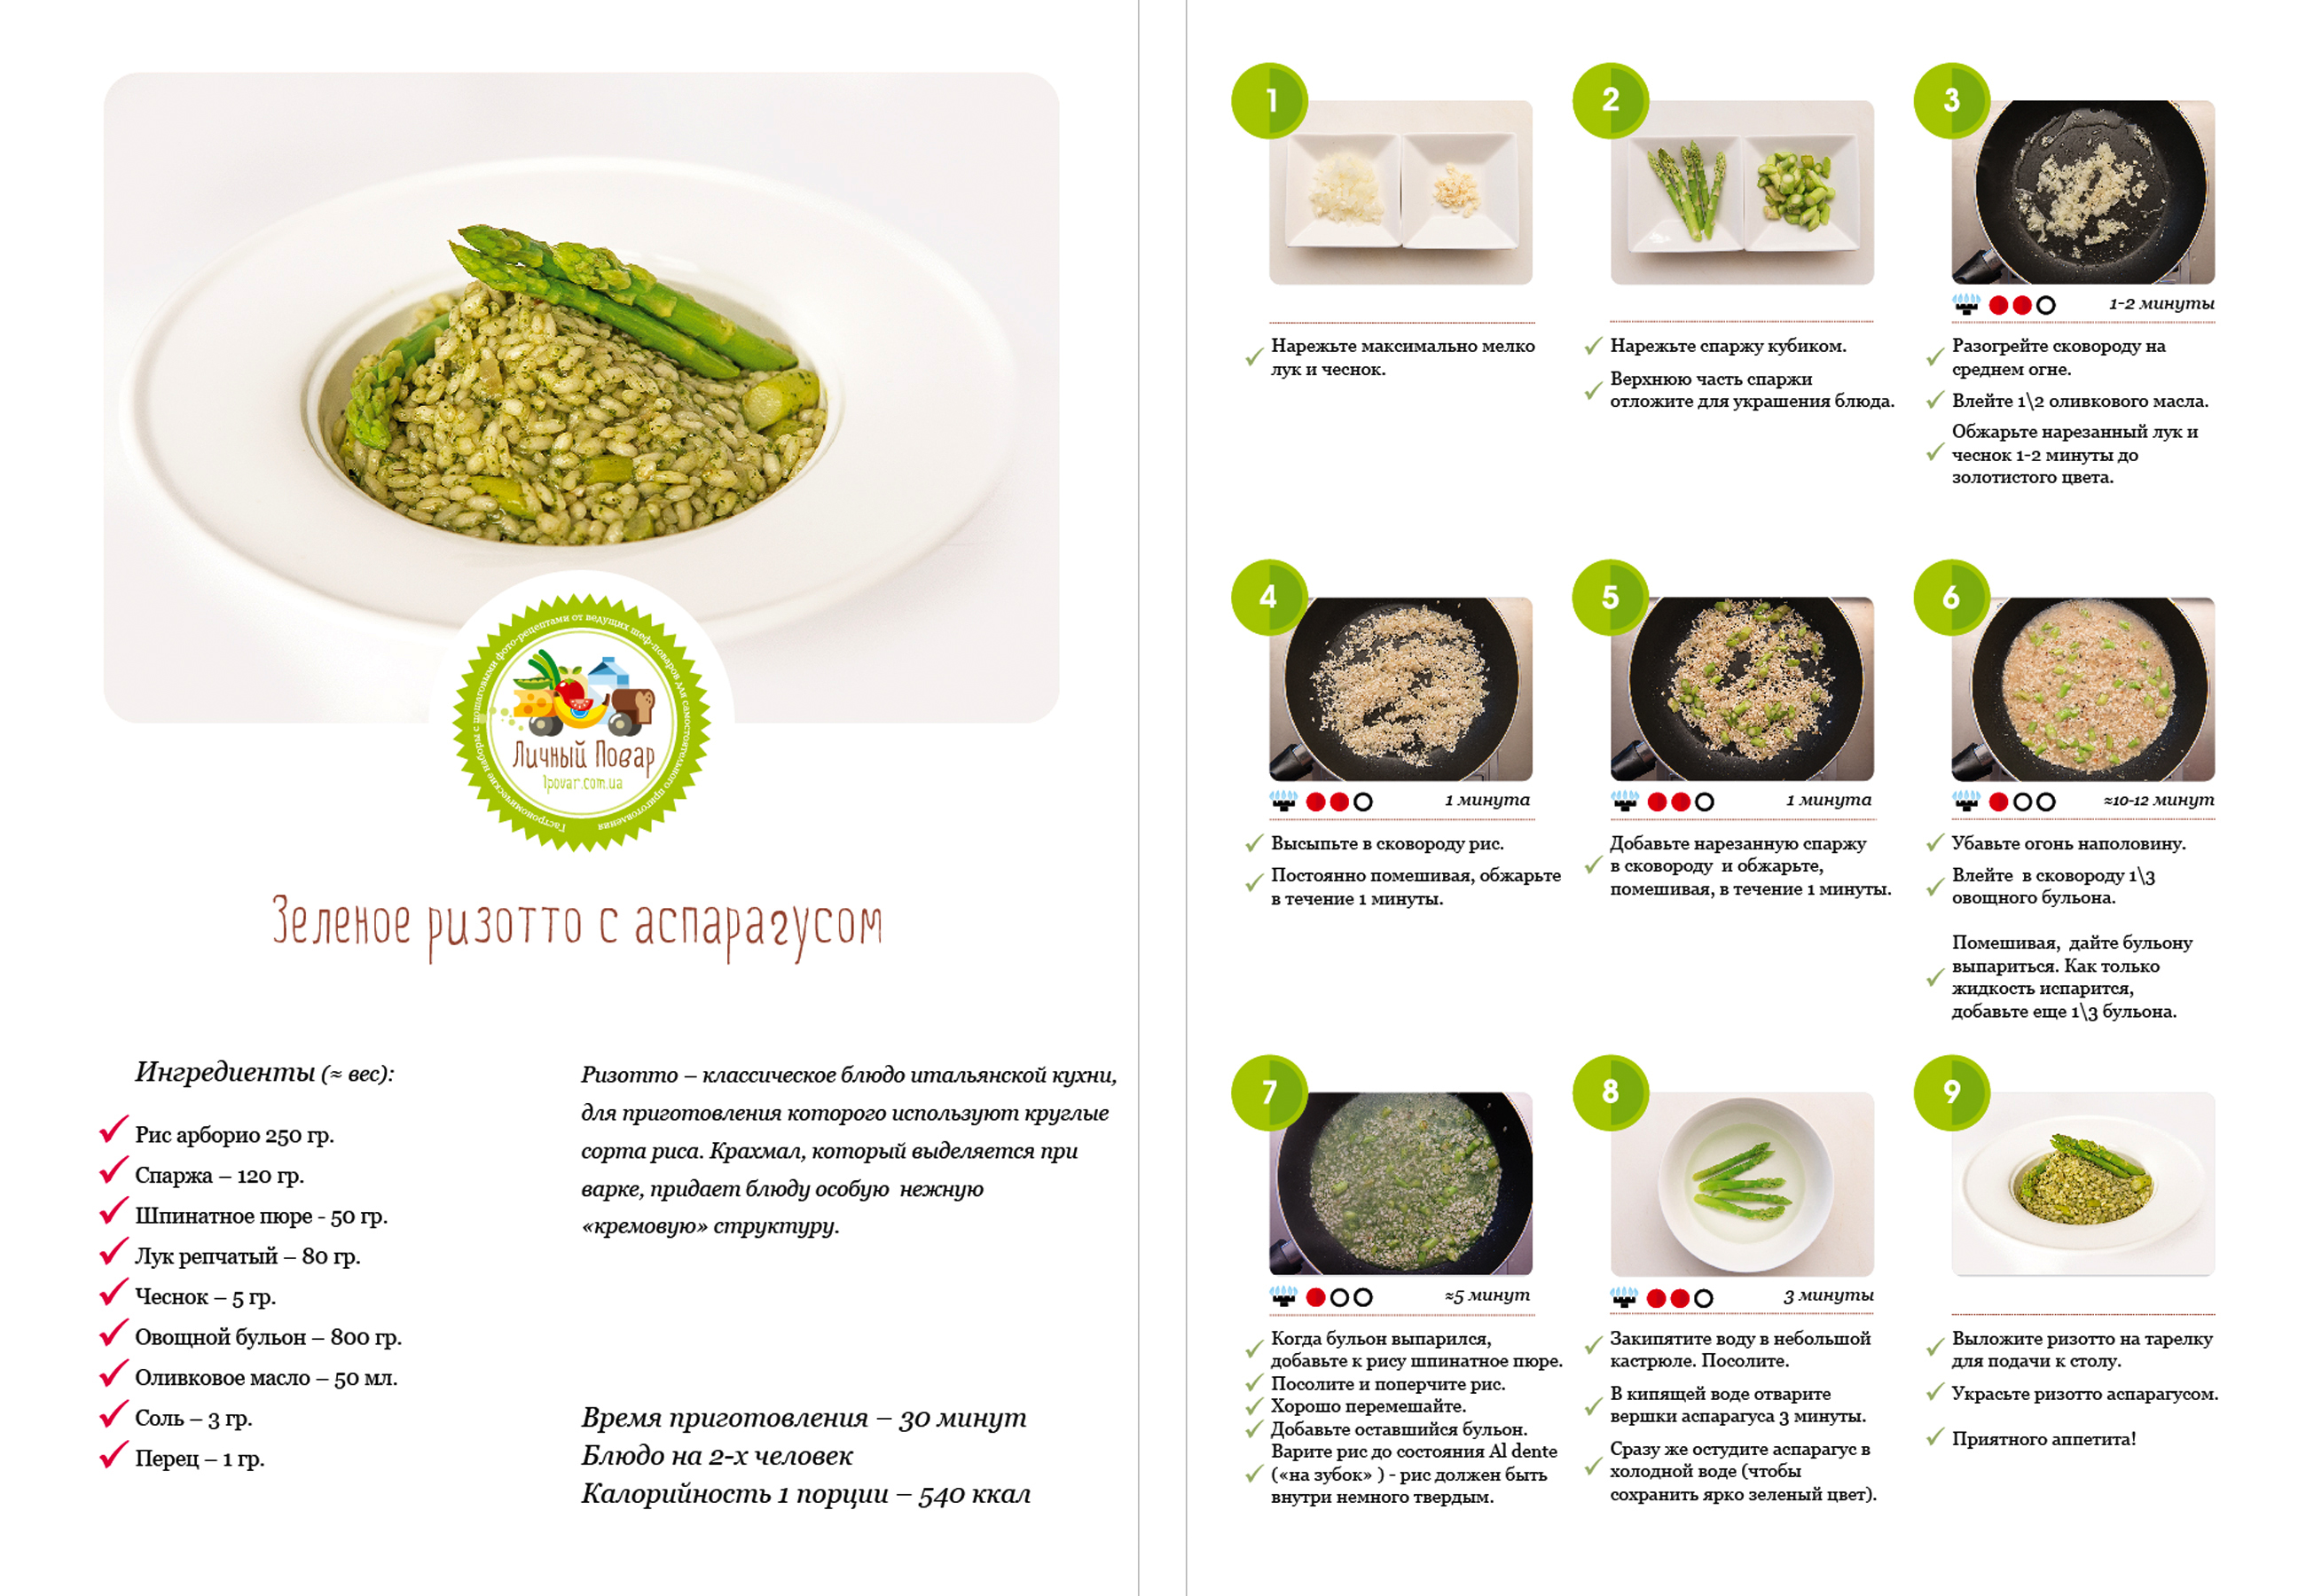 Гастрономические наборы с пошаговыми фото-рецептами от ведущих шеф-поваров для самостоятельного приготовления
Личный Повар
1povar.com.ua
Зеленое ризотто с аспарагусом
Ингредиенты (≈ вес):
Рис арборио 250 гр.
Спаржа – 120 гр.
Шпинатное пюре - 50 гр.
Лук репчатый – 80 гр.
Чеснок – 5 гр.
Овощной бульон – 800 гр.
Оливковое масло – 50 мл.
Соль – 3 гр.
Перец – 1 гр.
Ризотто – классическое блюдо итальянской кухни,
для приготовления которого используют круглые
сорта риса. Крахмал, который выделяется при
варке, придает блюду особую нежную
«кремовую» структуру.
Время приготовления – 30 минут
Блюдо на 2-х человек
Калорийность 1 порции – 540 ккал
1
Нарежьте максимально мелко
лук и чеснок.
2
Нарежьте спаржу кубиком.
Верхнюю часть спаржи
отложите для украшения блюда.
3
1-2 минуты
Разогрейте сковороду на
среднем огне.
Влейте 1\2 оливкового масла.
Обжарьте нарезанный лук и
чеснок 1-2 минуты до
золотистого цвета.
4
1 минута
Высыпьте в сковороду рис.
Постоянно помешивая, обжарьте
в течение 1 минуты.
5
1 минута
Добавьте нарезанную спаржу
в сковороду и обжарьте,
помешивая, в течение 1 минуты.
6
≈10-12 минут
Убавьте огонь наполовину.
Влейте в сковороду 1\3
овощного бульона.
Помешивая, дайте бульону
выпариться. Как только
жидкость испарится,
добавьте еще 1\3 бульона.
7
≈5 минут
Когда бульон выпарился,
добавьте к рису шпинатное пюре.
Посолите и поперчите рис.
Хорошо перемешайте.
Добавьте оставшийся бульон.
Варите рис до состояния Al dente
(«на зубок» ) - рис должен быть
внутри немного твердым.
8
3 минуты
Закипятите воду в небольшой
кастрюле. Посолите.
В кипящей воде отварите
вершки аспарагуса 3 минуты.
Сразу же остудите аспарагус в
холодной воде (чтобы
сохранить ярко зеленый цвет).
9
Выложите ризотто на тарелку
для подачи к столу.
Украсьте ризотто аспарагусом.
Приятного аппетита!